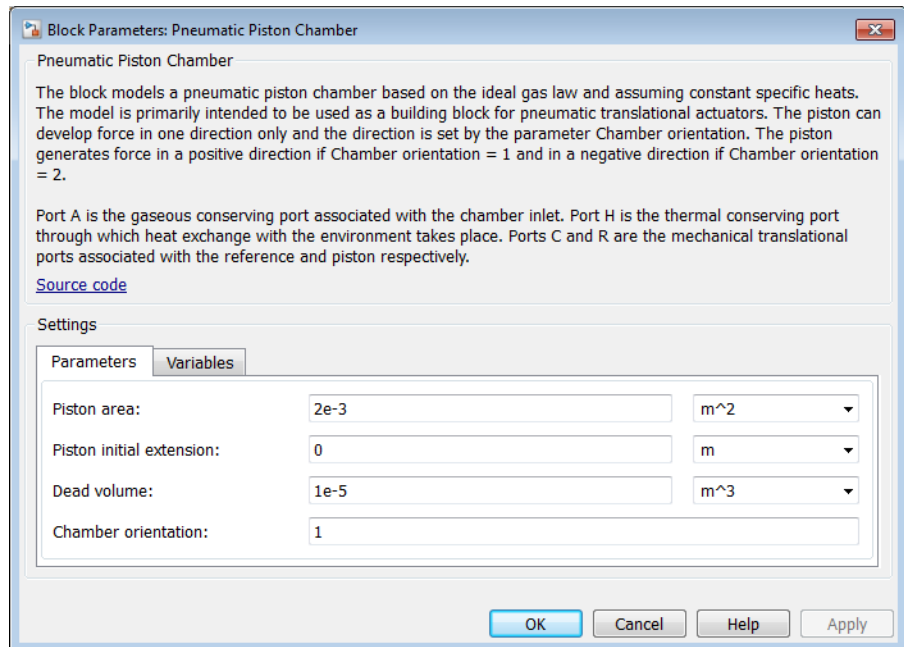 Block Parameters: Pneumatic Piston Chamber
Pneumatic Piston Chamber
The block models a pneumatic piston chamber based on the ideal gas law and assuming constant specific heats.
The model is primarily intended to be used as a building block for pneumatic translational actuators. The piston can
develop force in one direction only and the direction is set by the parameter Chamber orientation. The piston
generates force in a positive direction if Chamber orientation = 1 and in a negative direction if Chamber orientation
= 2.
Port A is the gaseous conserving port associated with the chamber inlet. Port H is the thermal conserving port
through which heat exchange with the environment takes place. Ports C and R are the mechanical translational
ports associated with the reference and piston respectively.
Source code
Settings
Parameters Variables
Piston area: 2e-3 m^2
Piston initial extension: 0 m
Dead volume: 1e-5 m^3
Chamber orientation: 1
OK Cancel Help Apply